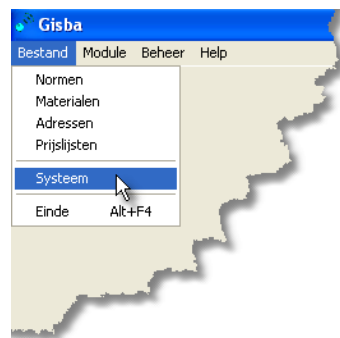 Gisba
Bestand Module Beheer Help
Normen
Materialen
Adressen
Prijslijsten
Systeem
Einde Alt+F4